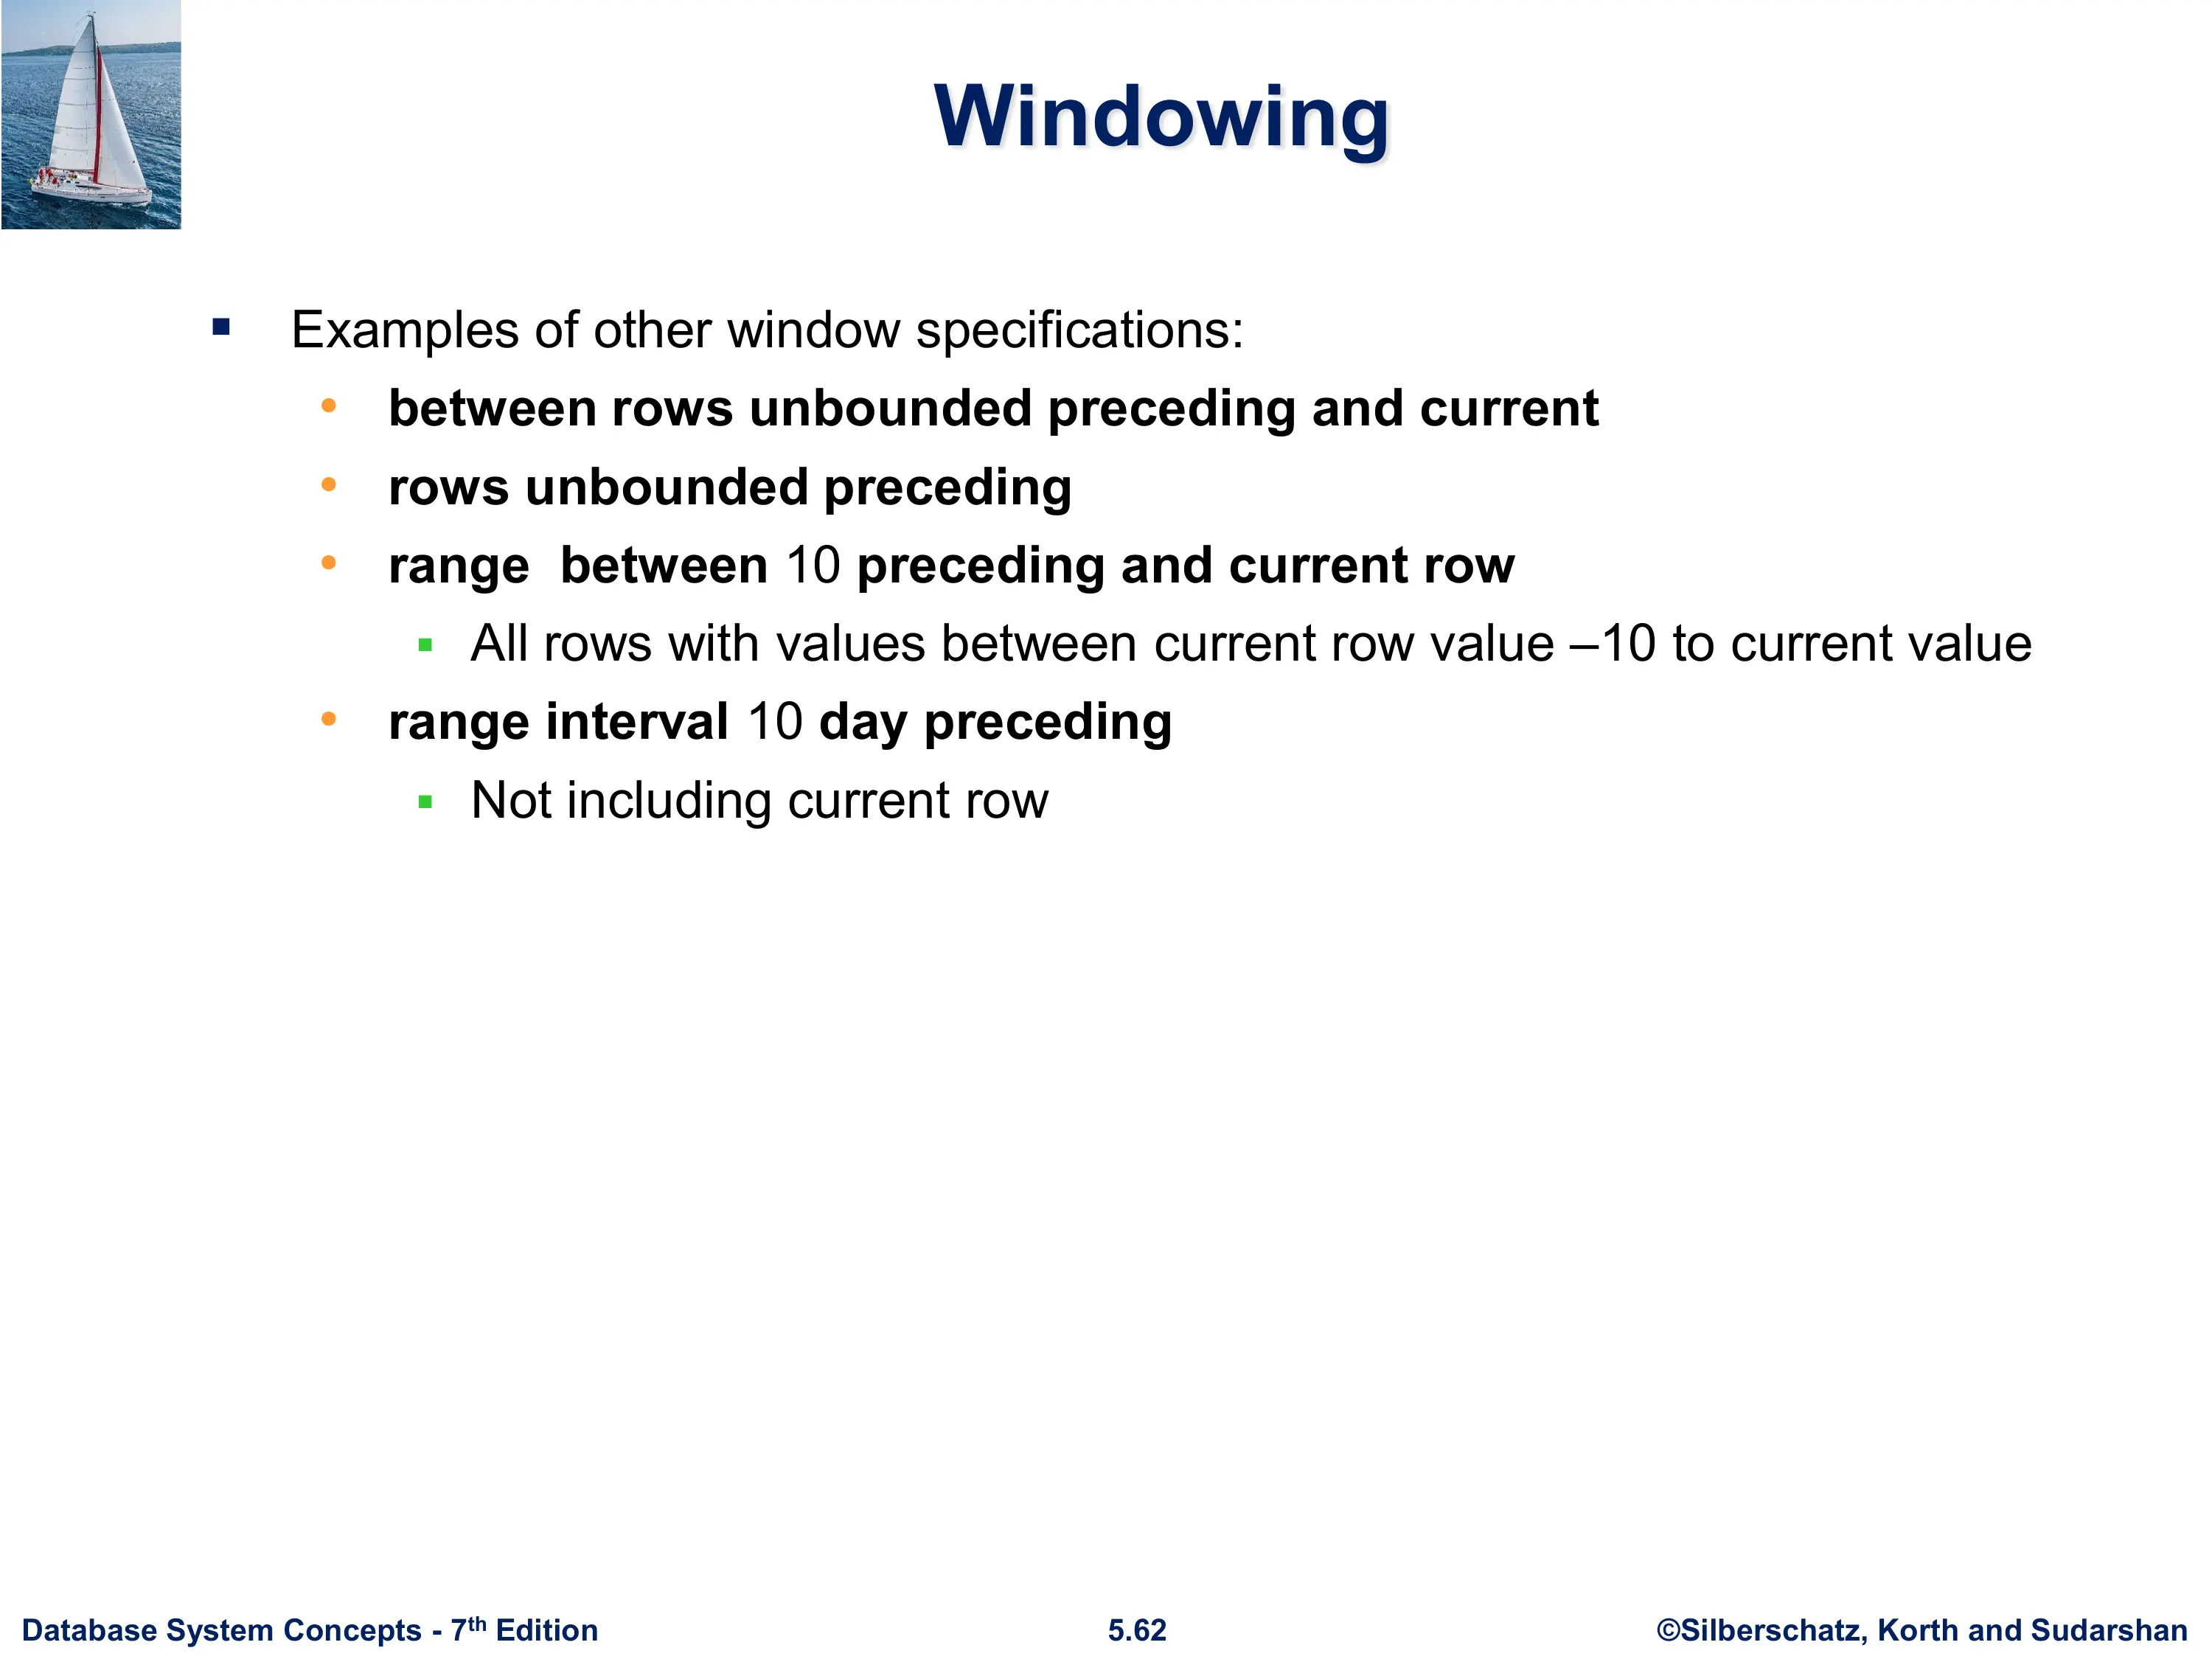 Windowing
▪ Examples of other window specifications:
• between rows unbounded preceding and current
• rows unbounded preceding
• range  between 10 preceding and current row
▪ All rows with values between current row value –10 to current value
• range interval 10 day preceding
▪ Not including current row
Database System Concepts - 7th Edition
5.62
©Silberschatz, Korth and Sudarshan